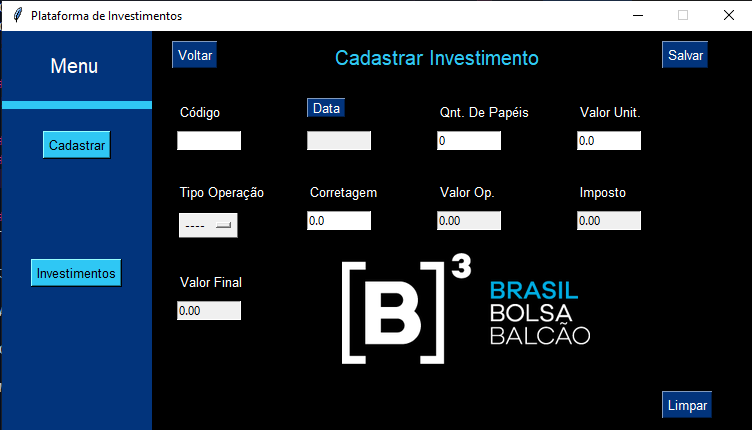 Plataforma de Investimentos
Menu
Cadastrar
Investimentos
Voltar
Cadastrar Investimento
Salvar
Código
Data
Qnt. De Papéis
Valor Unit.
0
0.0
Tipo Operação
Corretagem
Valor Op.
Imposto
----
0.0
0.00
0.00
Valor Final
0.00
[B]³
BRASIL
BOLSA
BALCÃO
Limpar